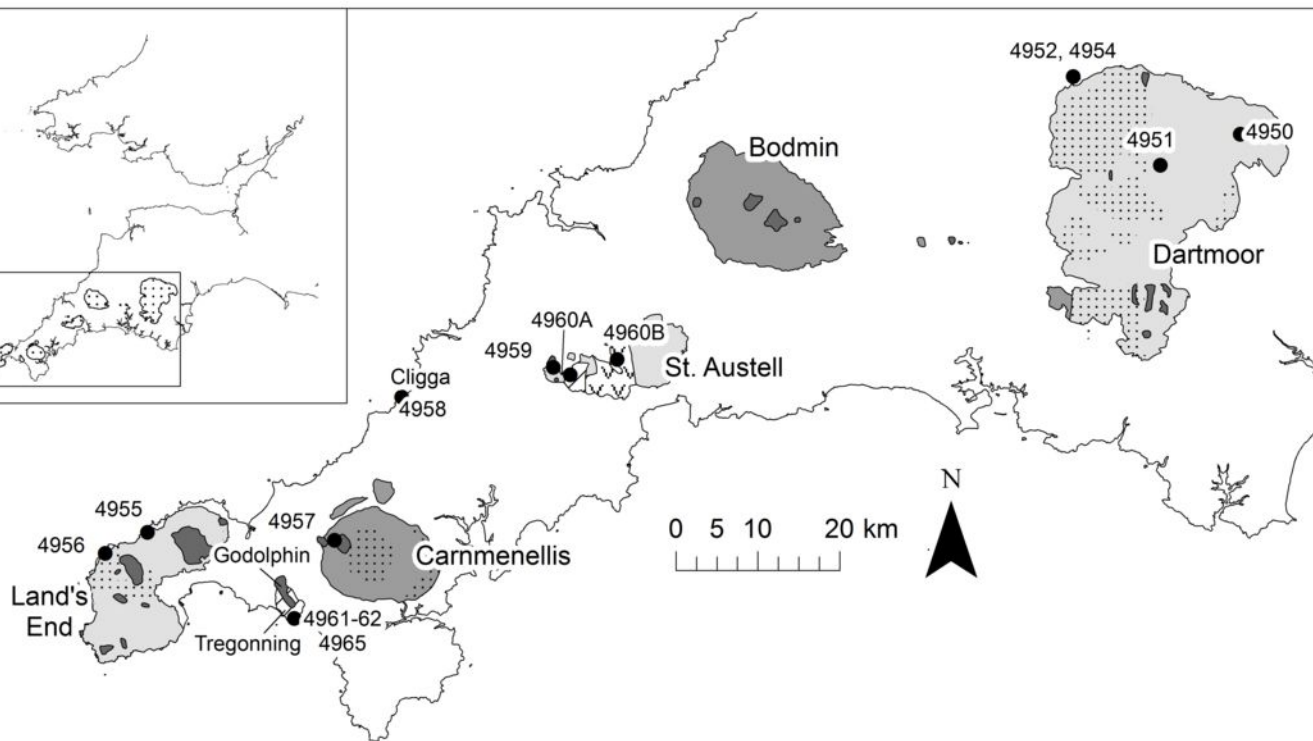 4952, 4954
4951
4950
Bodmin
Dartmoor
4960A
4960B
4959
St. Austell
Cligga
4958
N
0 5 10 20 km
4955
4957
4956
Godolphin
Carnmenellis
Land's
End
4961-62
Tregonning
4965